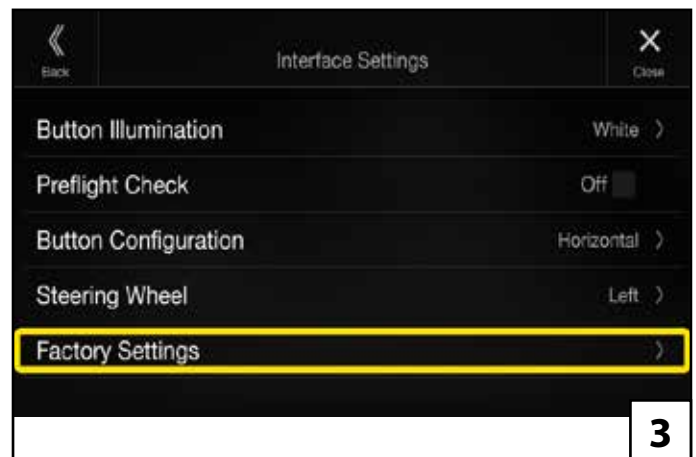 Back Interface Settings Close
Button Illumination White
Preflight Check Off
Button Configuration Horizontal
Steering Wheel Left
Factory Settings
3